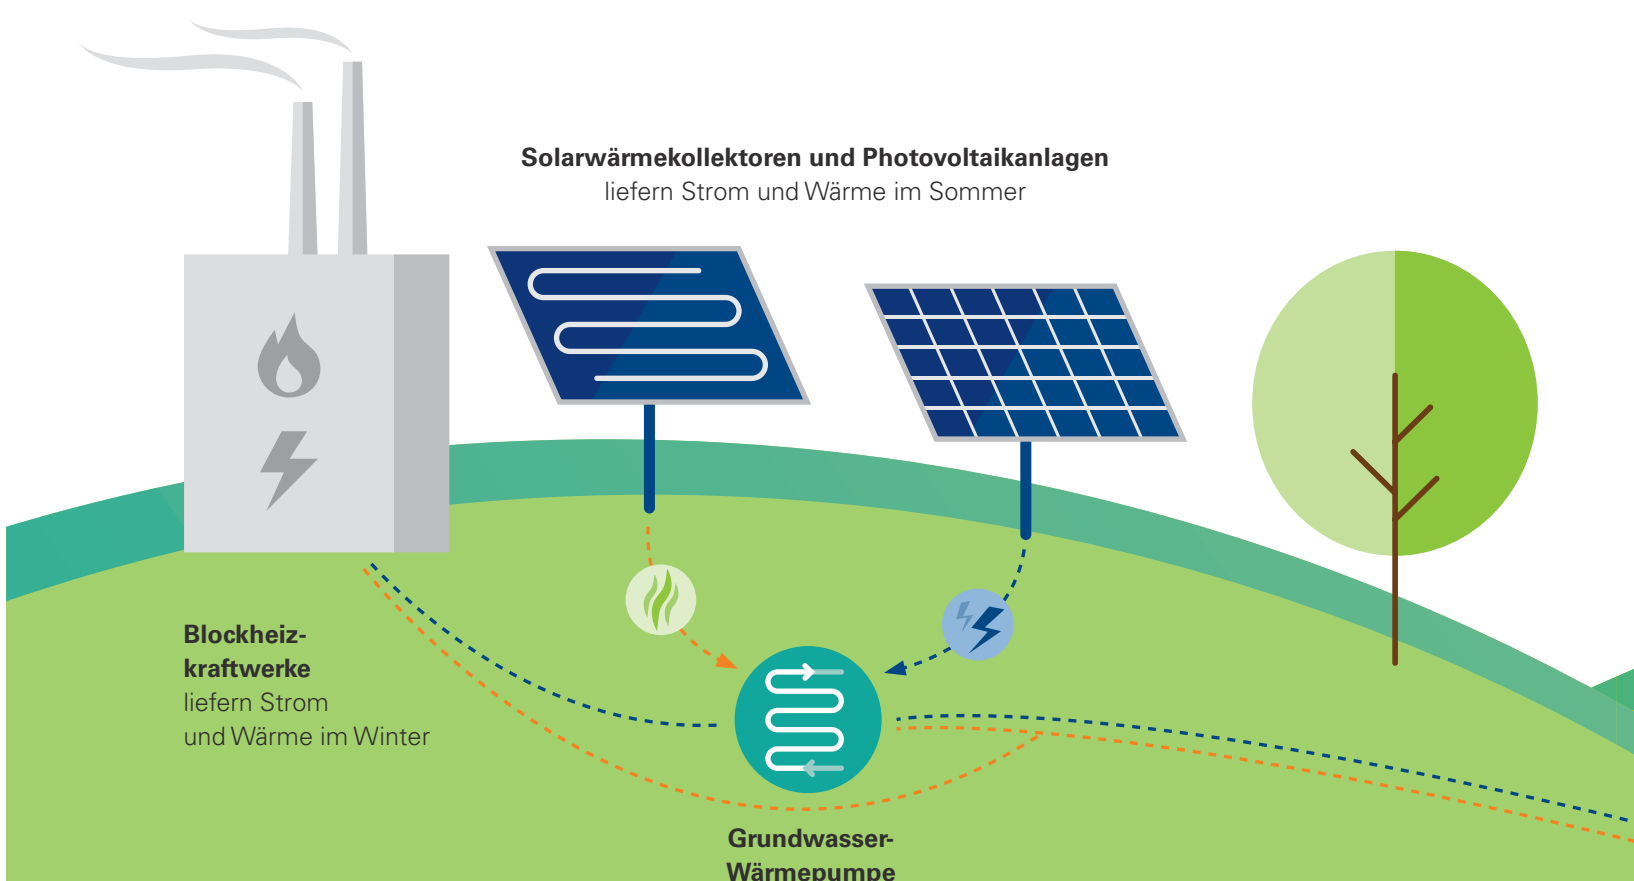 Solarwärmekollektoren und Photovoltaikanlagen
liefern Strom und Wärme im Sommer
Blockheiz-
kraftwerke
liefern Strom
und Wärme im Winter
Grundwasser-
Wärmepumpe